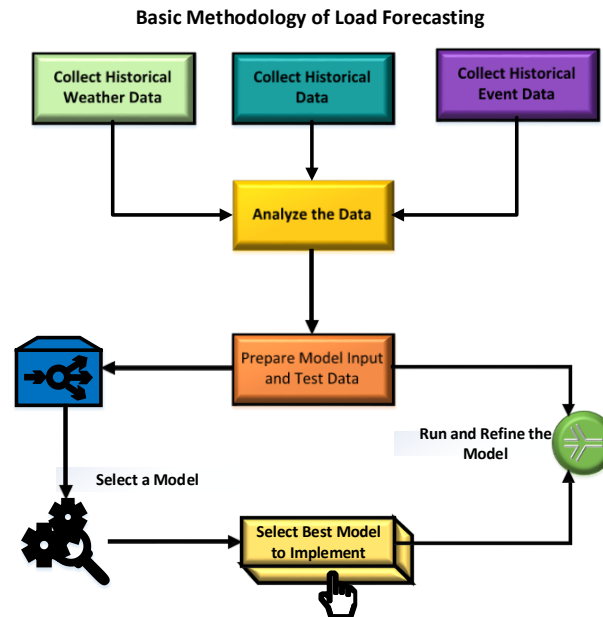 Basic Methodology of Load Forecasting
Collect Historical
Weather Data
Collect Historical
Data
Collect Historical
Event Data
Analyze the Data
Prepare Model Input
and Test Data
Run and Refine the
Model
Select a Model
Select Best Model
to Implement